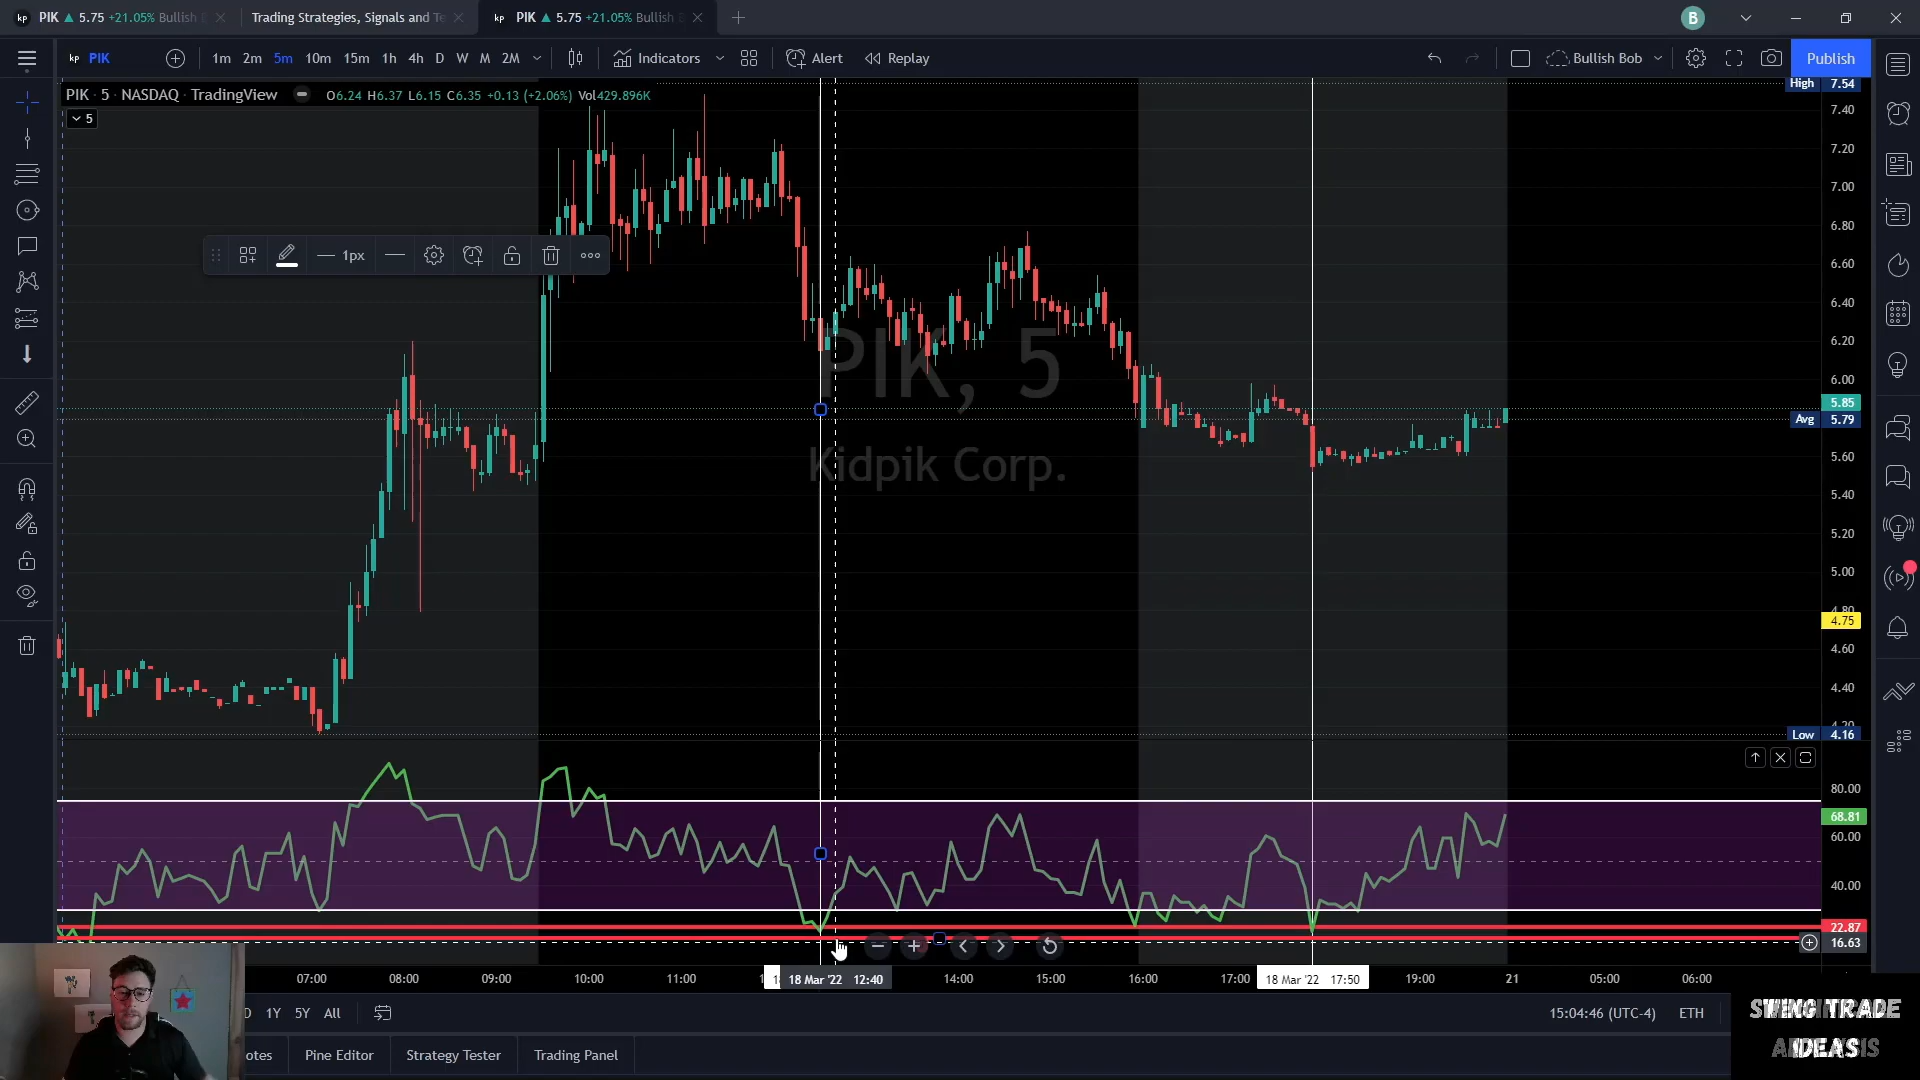 kp PIK ▲ 5.75 +21.05% Bullish
Trading Strategies, Signals and Te
kp PIK ▲ 5.75 +21.05% Bullish
B
kp PIK
1m 2m 5m 10m 15m 1h 4h D W M 2M
Indicators
Alert
Replay
Bullish Bob
Publish
PIK · 5 · NASDAQ · TradingView
O6.24 H6.37 L6.15 C6.35 +0.13 (+2.06%) Vol429.896K
5
1px
PIK, 5
Kidpik Corp.
High 7.54
7.40
7.20
7.00
6.80
6.60
6.40
6.20
6.00
5.85
Avg 5.79
5.60
5.40
5.20
5.00
4.80
4.75
4.60
4.40
4.20
Low 4.16
80.00
68.81
60.00
40.00
22.87
16.63
07:00 08:00 09:00 10:00 11:00 18 Mar '22 12:40 14:00 15:00 16:00 17:00 18 Mar '22 17:50 19:00 21 05:00 06:00
D 1Y 5Y All
15:04:46 (UTC-4) ETH
otes Pine Editor Strategy Tester Trading Panel
TRADE
IDEAS